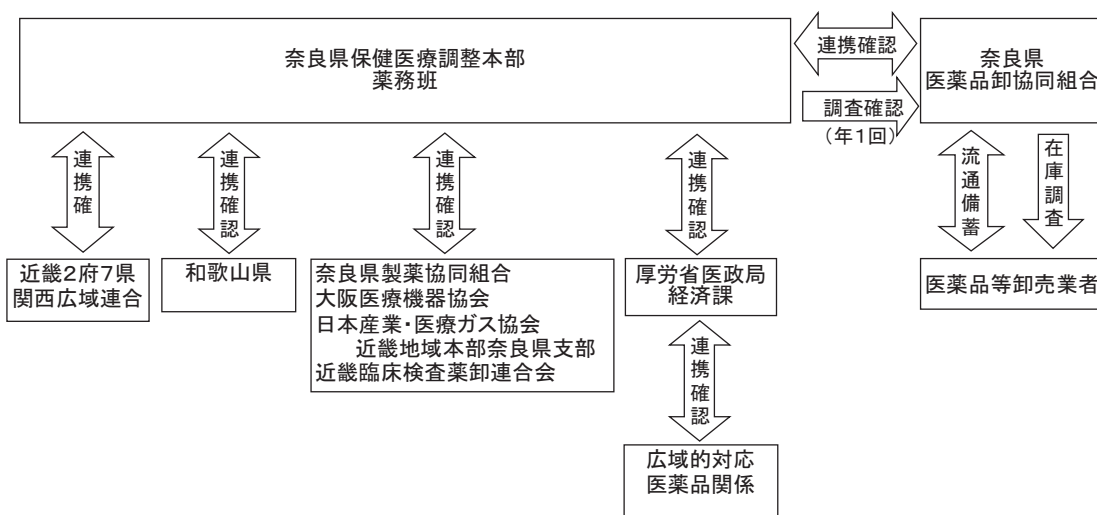 奈良県保健医療調整本部
薬務班
連携確認
奈良県
医薬品卸協同組合
調査確認
(年1回)
連携確
連携確認
連携確認
連携確認
流通備蓄
在庫調査
近畿2府7県
関西広域連合
和歌山県
奈良県製薬協同組合
大阪医療機器協会
日本産業・医療ガス協会
近畿地域本部奈良県支部
近畿臨床検査薬卸連合会
厚労省医政局
経済課
医薬品等卸売業者
連携確認
広域的対応
医薬品関係